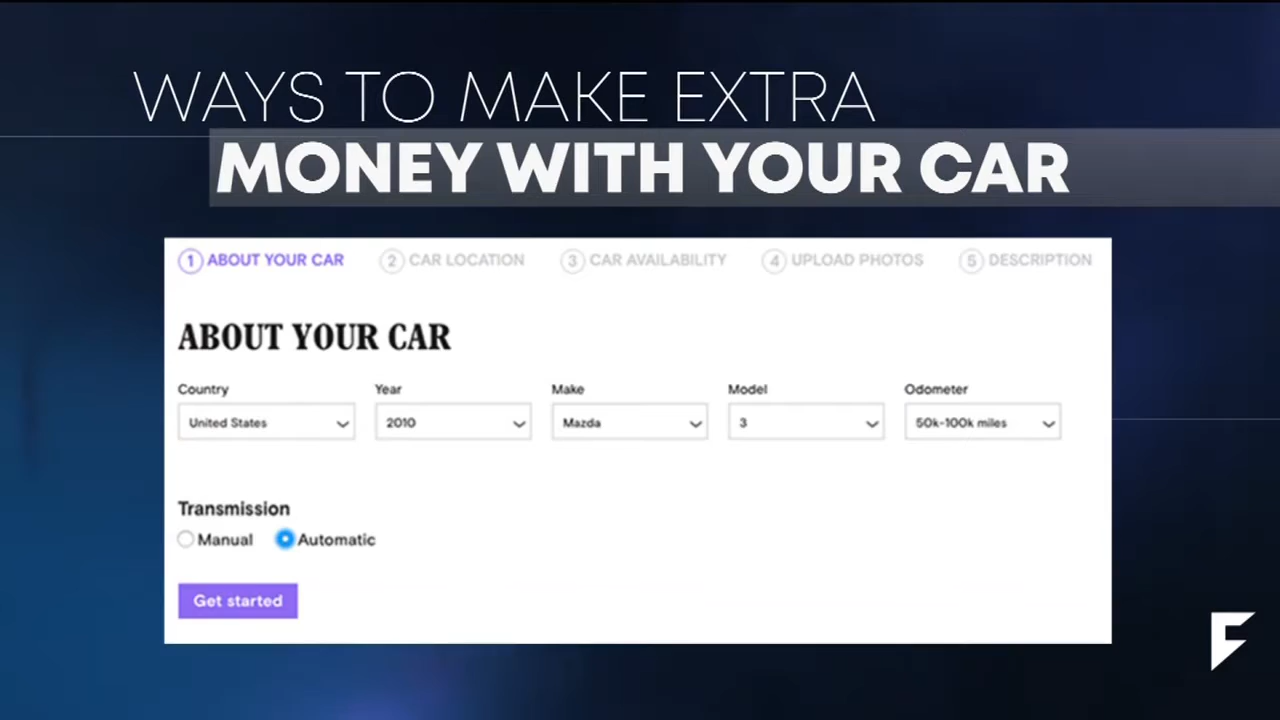 WAYS TO MAKE EXTRA
MONEY WITH YOUR CAR
1 ABOUT YOUR CAR 2 CAR LOCATION 3 CAR AVAILABILITY 4 UPLOAD PHOTOS 5 DESCRIPTION
ABOUT YOUR CAR
Country Year Make Model Odometer
United States 2010 Mazda 3 50k-100k miles
Transmission
Manual Automatic
Get started